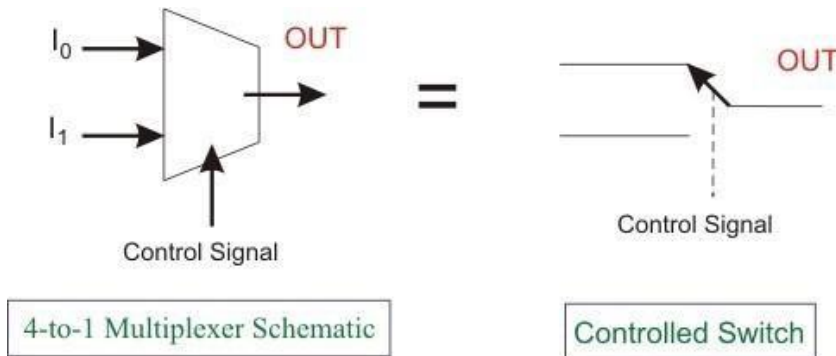 I₀
OUT
I₁
Control Signal
4-to-1 Multiplexer Schematic
=
OUT
Control Signal
Controlled Switch